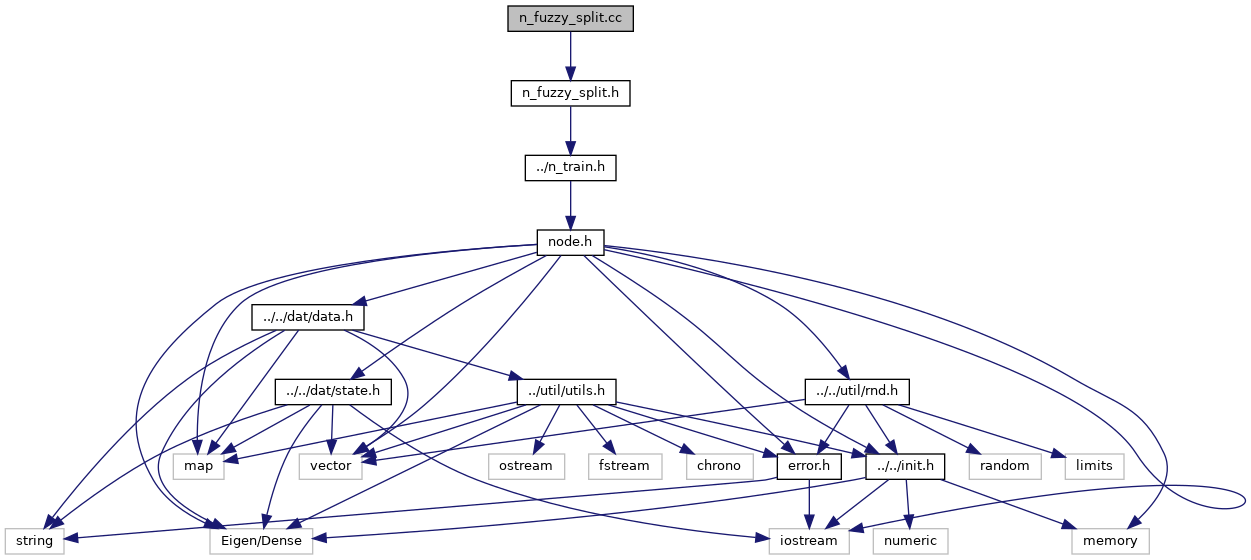 n_fuzzy_split.cc
n_fuzzy_split.h
../n_train.h
node.h
../../dat/data.h
../../dat/state.h
../util/utils.h
../../util/rnd.h
map
vector
ostream
fstream
chrono
error.h
../../init.h
random
limits
string
Eigen/Dense
iostream
numeric
memory